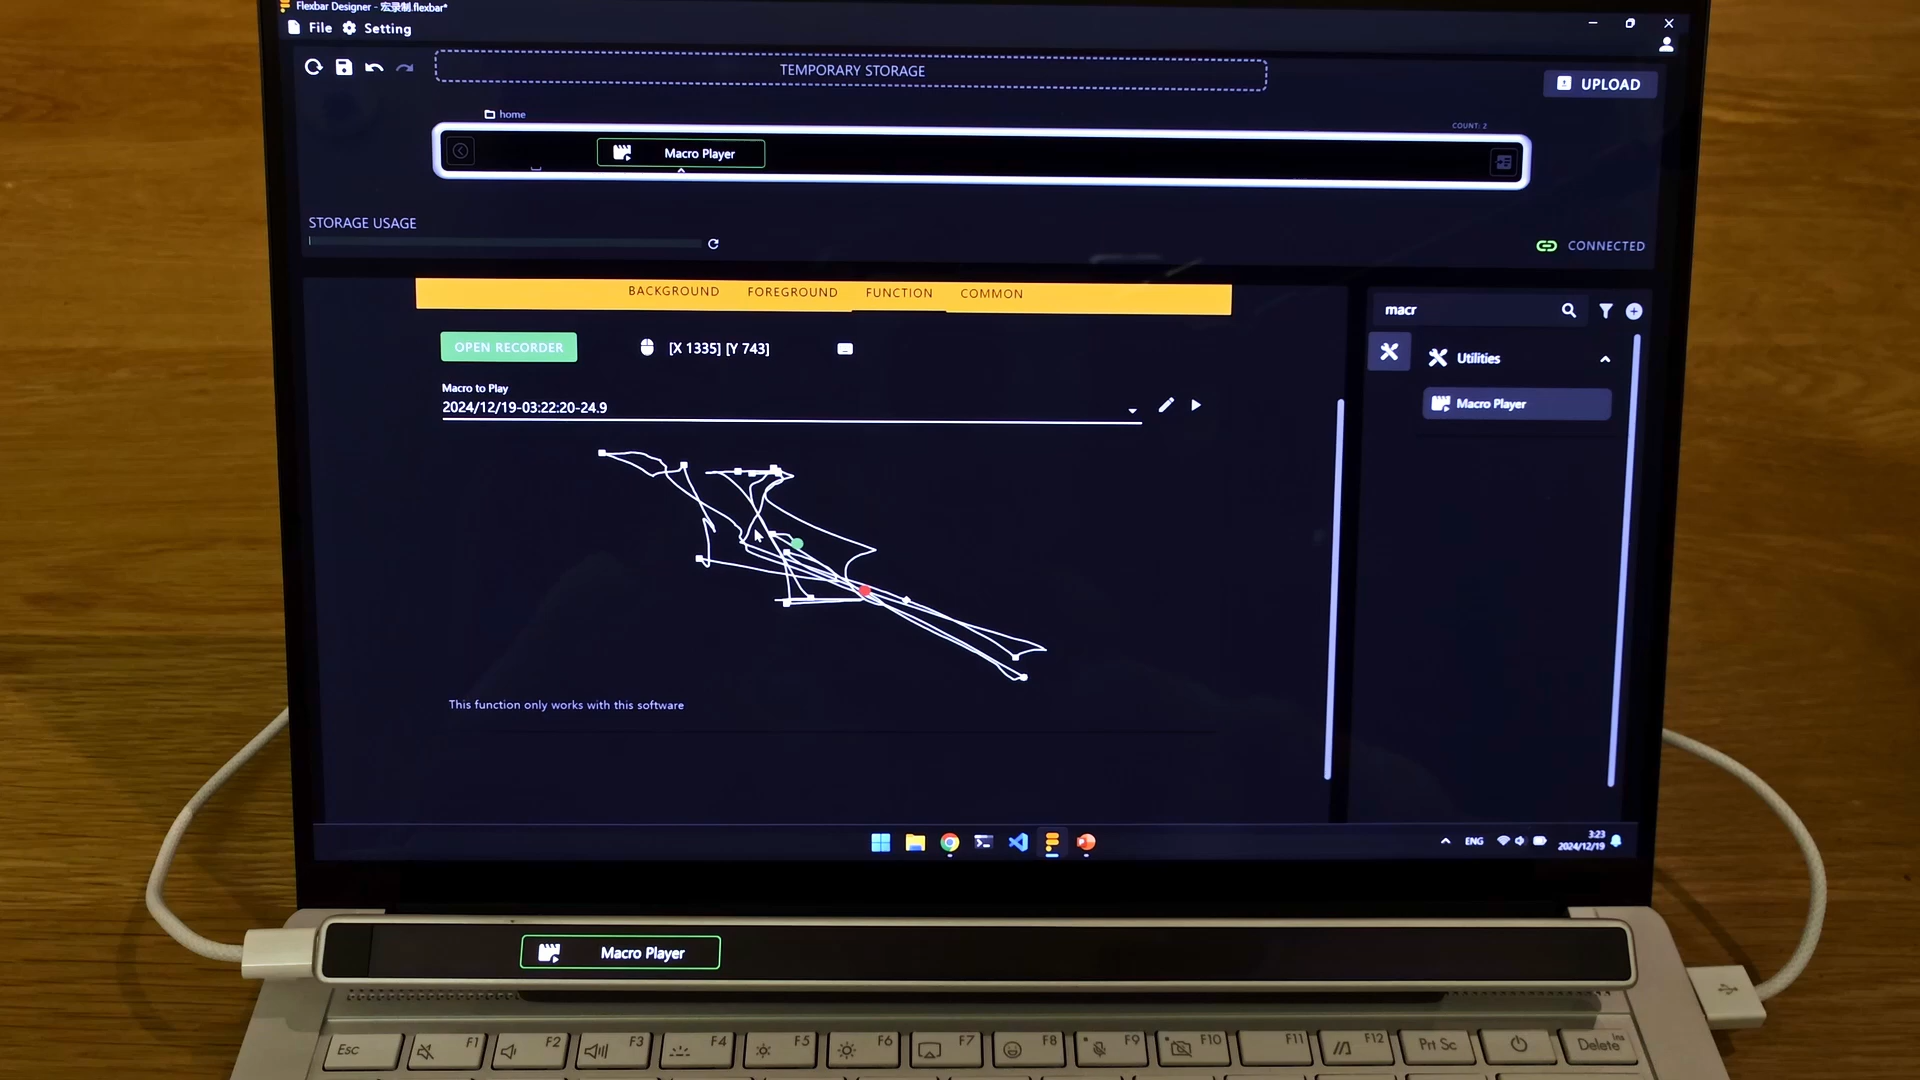 Flexbar Designer - 宏录制.flexbar*
File Setting
TEMPORARY STORAGE
UPLOAD
home
COUNT: 2
Macro Player
STORAGE USAGE
CONNECTED
BACKGROUND FOREGROUND FUNCTION COMMON
macr
OPEN RECORDER
[X 1335] [Y 743]
Utilities
Macro to Play
2024/12/19-03:22:20-24.9
Macro Player
This function only works with this software
ENG
3:23
2024/12/19
Macro Player
Esc F1 F2 F3 F4 F5 F6 F7 F8 F9 F10 F11 F12 Prt Sc Delete Ins